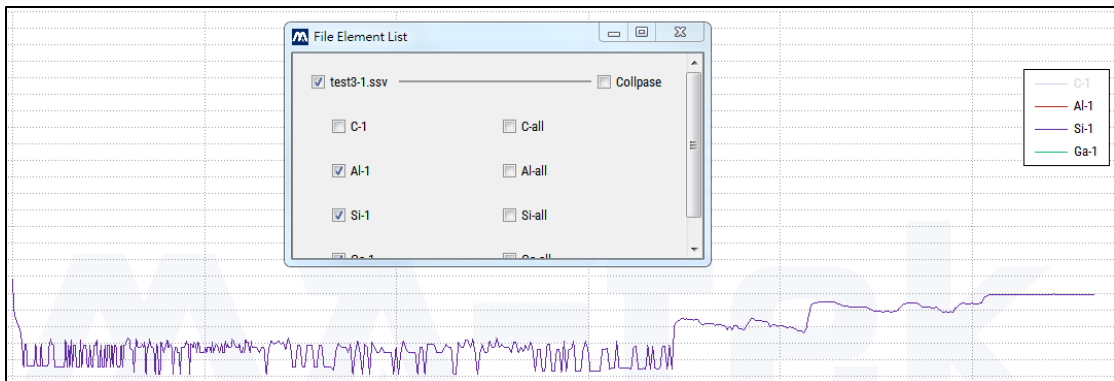 File Element List
test3-1.ssv Collpase
C-1 C-all
Al-1 Al-all
Si-1 Si-all
C-1
Al-1
Si-1
Ga-1